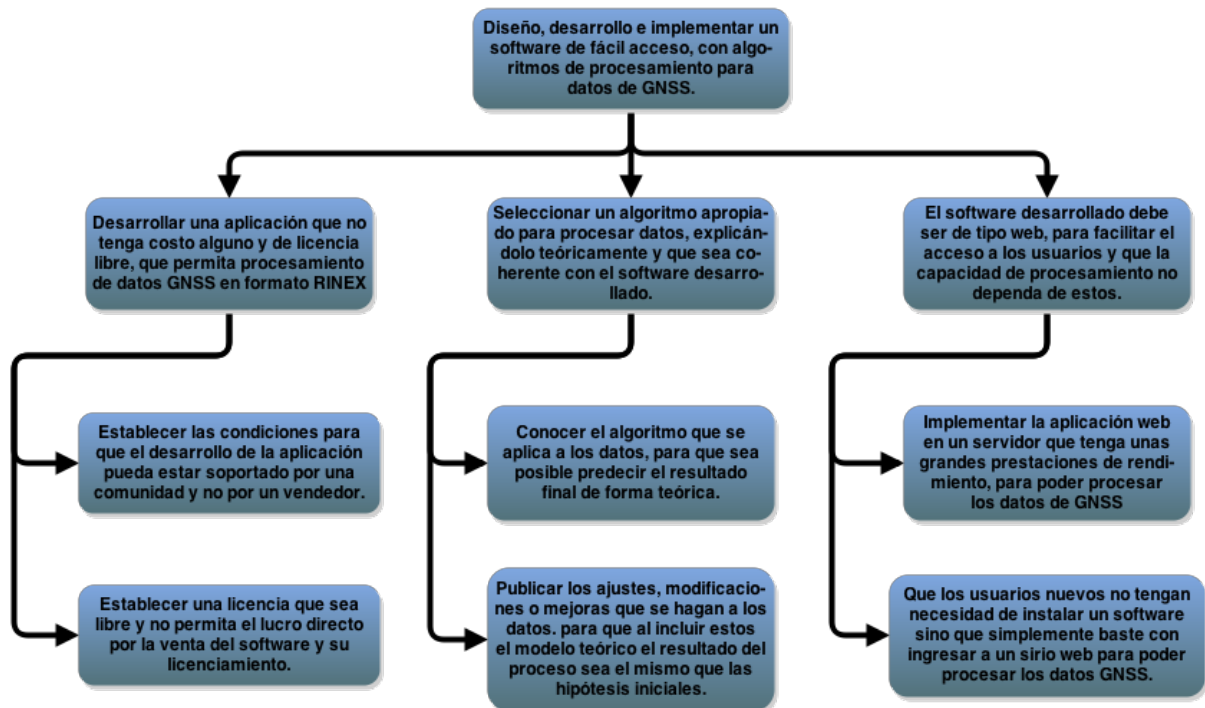 Diseño, desarrollo e implementar un
software de fácil acceso, con algo-
ritmos de procesamiento para
datos de GNSS.
Desarrollar una aplicación que no
tenga costo alguno y de licencia
libre, que permita procesamiento
de datos GNSS en formato RINEX
Seleccionar un algoritmo apropia-
do para procesar datos, explicán-
dolo teóricamente y que sea co-
herente con el software desarro-
llado.
El software desarrollado debe
ser de tipo web, para facilitar el
acceso a los usuarios y que la
capacidad de procesamiento no
dependa de estos.
Establecer las condiciones para
que el desarrollo de la aplicación
pueda estar soportado por una
comunidad y no por un vendedor.
Conocer el algoritmo que se
aplica a los datos, para que sea
posible predecir el resultado
final de forma teórica.
Implementar la aplicación web
en un servidor que tenga unas
grandes prestaciones de rendi-
miento, para poder procesar
los datos de GNSS
Establecer una licencia que sea
libre y no permita el lucro directo
por la venta del software y su
licenciamiento.
Publicar los ajustes, modificacio-
nes o mejoras que se hagan a los
datos. para que al incluir estos
el modelo teórico el resultado del
proceso sea el mismo que las
hipótesis iniciales.
Que los usuarios nuevos no tengan
necesidad de instalar un software
sino que simplemente baste con
ingresar a un sirio web para poder
procesar los datos GNSS.